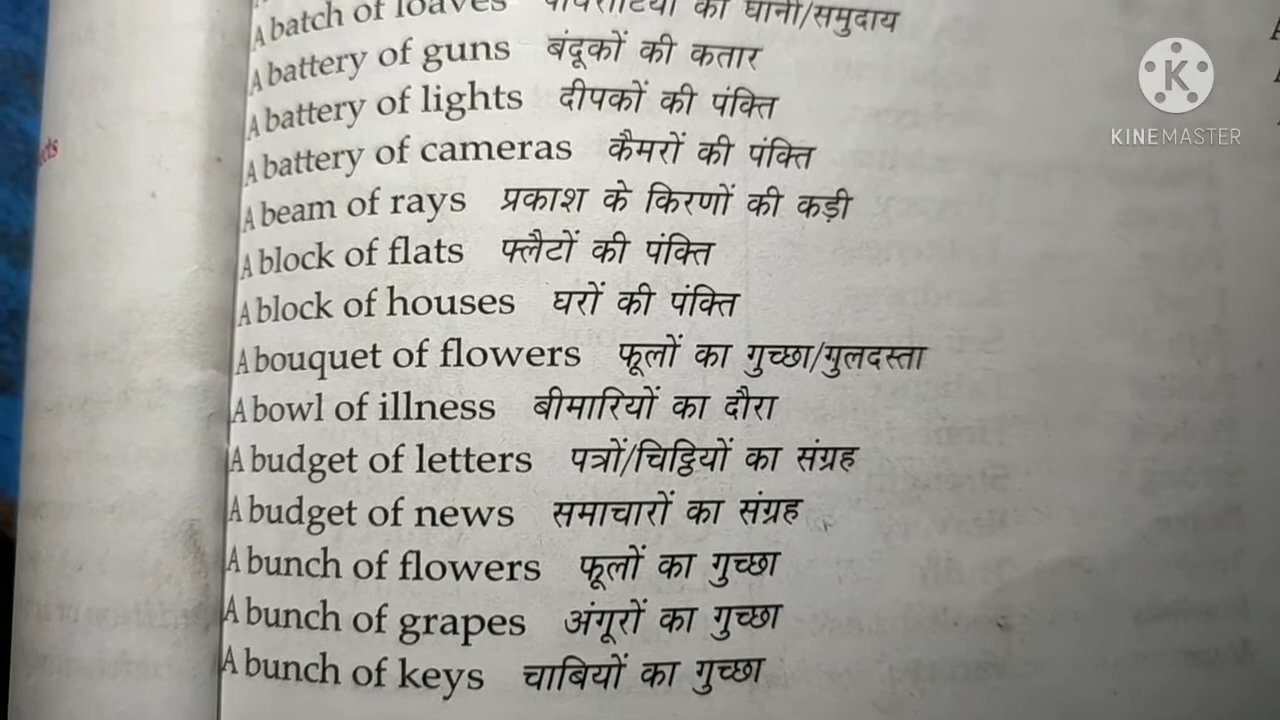 A batch of loaves पावरोटियों की घानी/समुदाय
A battery of guns बंदूकों की कतार
A battery of lights दीपकों की पंक्ति
A battery of cameras कैमरों की पंक्ति
A beam of rays प्रकाश के किरणों की कड़ी
A block of flats फ्लैटों की पंक्ति
A block of houses घरों की पंक्ति
A bouquet of flowers फूलों का गुच्छा/गुलदस्ता
A bowl of illness बीमारियों का दौरा
A budget of letters पत्रों/चिट्ठियों का संग्रह
A budget of news समाचारों का संग्रह
A bunch of flowers फूलों का गुच्छा
A bunch of grapes अंगूरों का गुच्छा
A bunch of keys चाबियों का गुच्छा
K
KINEMASTER